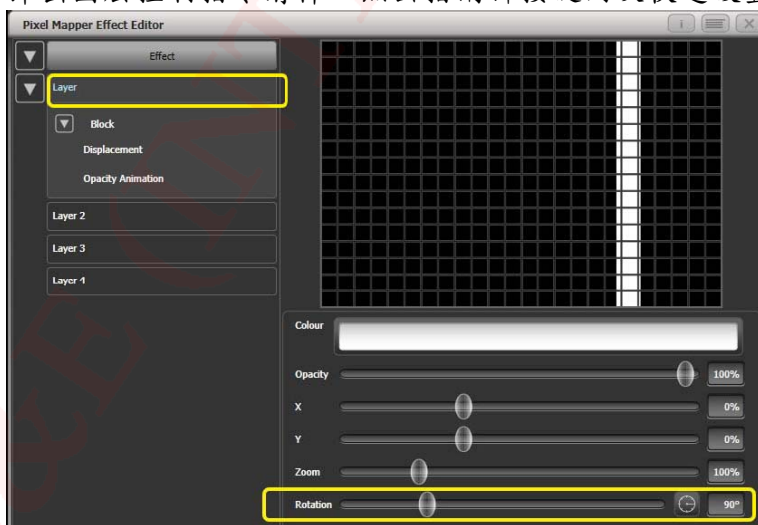 Pixel Mapper Effect Editor
Effect
Layer
Block
Displacement
Opacity Animation
Layer 2
Layer 3
Layer 4
Colour
Opacity 100%
X 0%
Y 0%
Zoom 100%
Rotation 90°